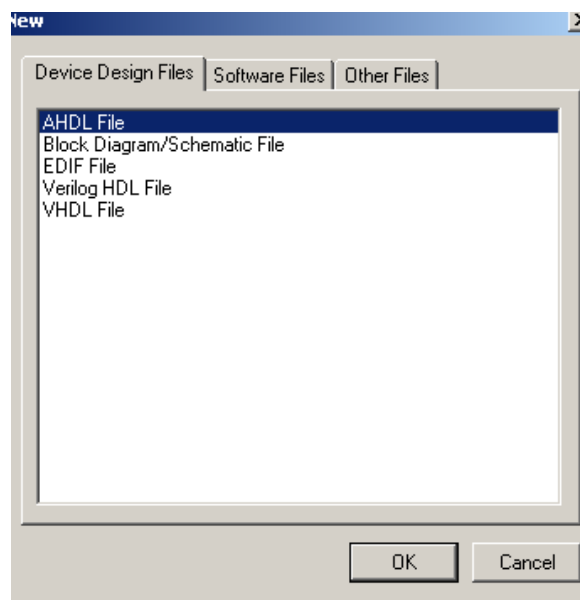 New
Device Design Files Software Files Other Files
AHDL File
Block Diagram/Schematic File
EDIF File
Verilog HDL File
VHDL File
OK Cancel